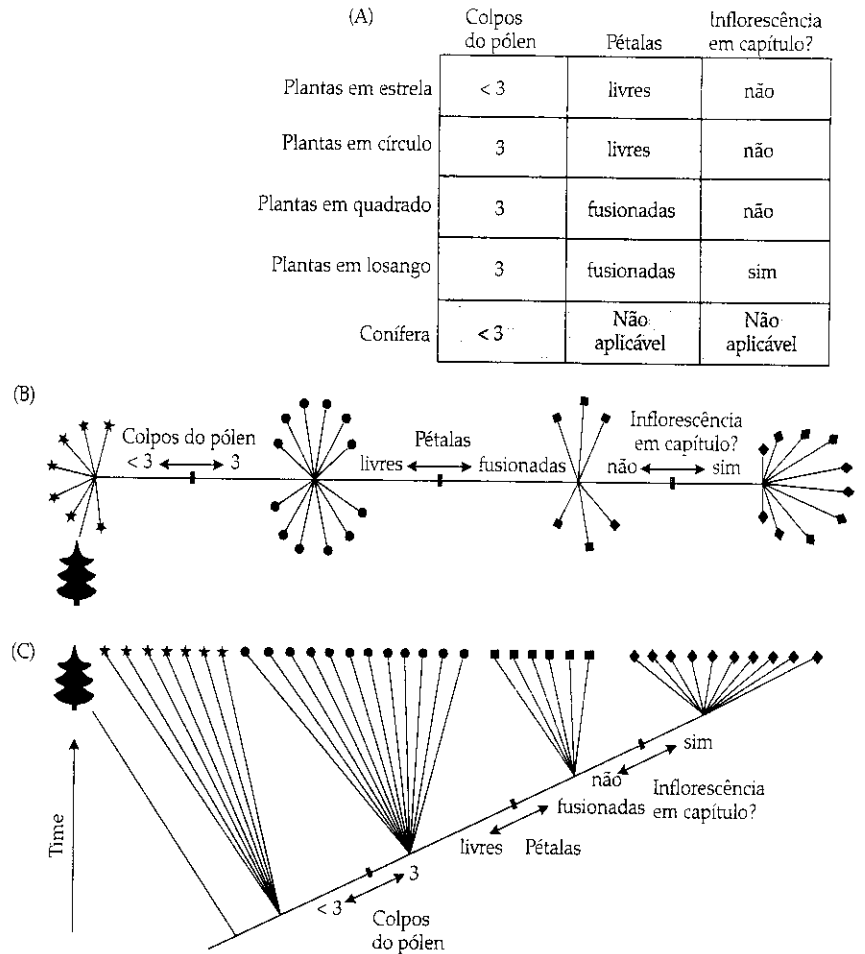 (A)
Colpos
do pólen
Pétalas
Inflorescência
em capítulo?
Plantas em estrela
< 3
livres
não
Plantas em círculo
3
livres
não
Plantas em quadrado
3
fusionadas
não
Plantas em losango
3
fusionadas
sim
Conífera
< 3
Não
aplicável
Não
aplicável
(B)
Colpos do pólen
< 3
3
Pétalas
livres
fusionadas
Inflorescência
em capítulo?
não
sim
(C)
Time
sim
não
Inflorescência
em capítulo?
fusionadas
livres
Pétalas
3
< 3
Colpos
do pólen